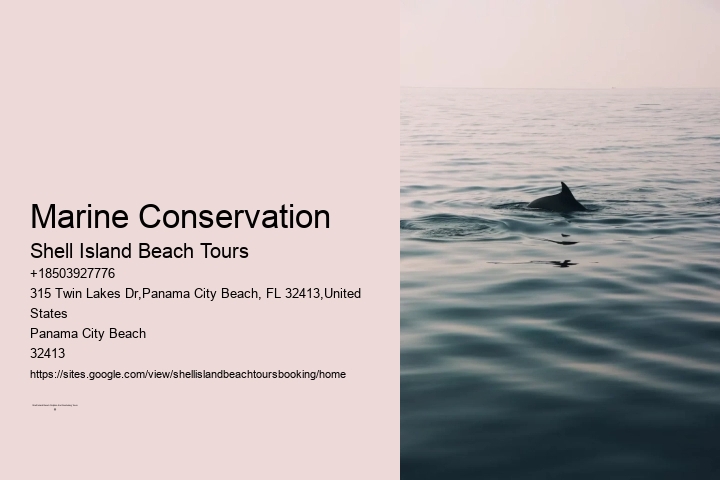 Marine Conservation
Shell Island Beach Tours
+18503927776
315 Twin Lakes Dr,Panama City Beach, FL 32413,United
States
Panama City Beach
32413
https://sites.google.com/view/shellislandbeachtoursbooking/home